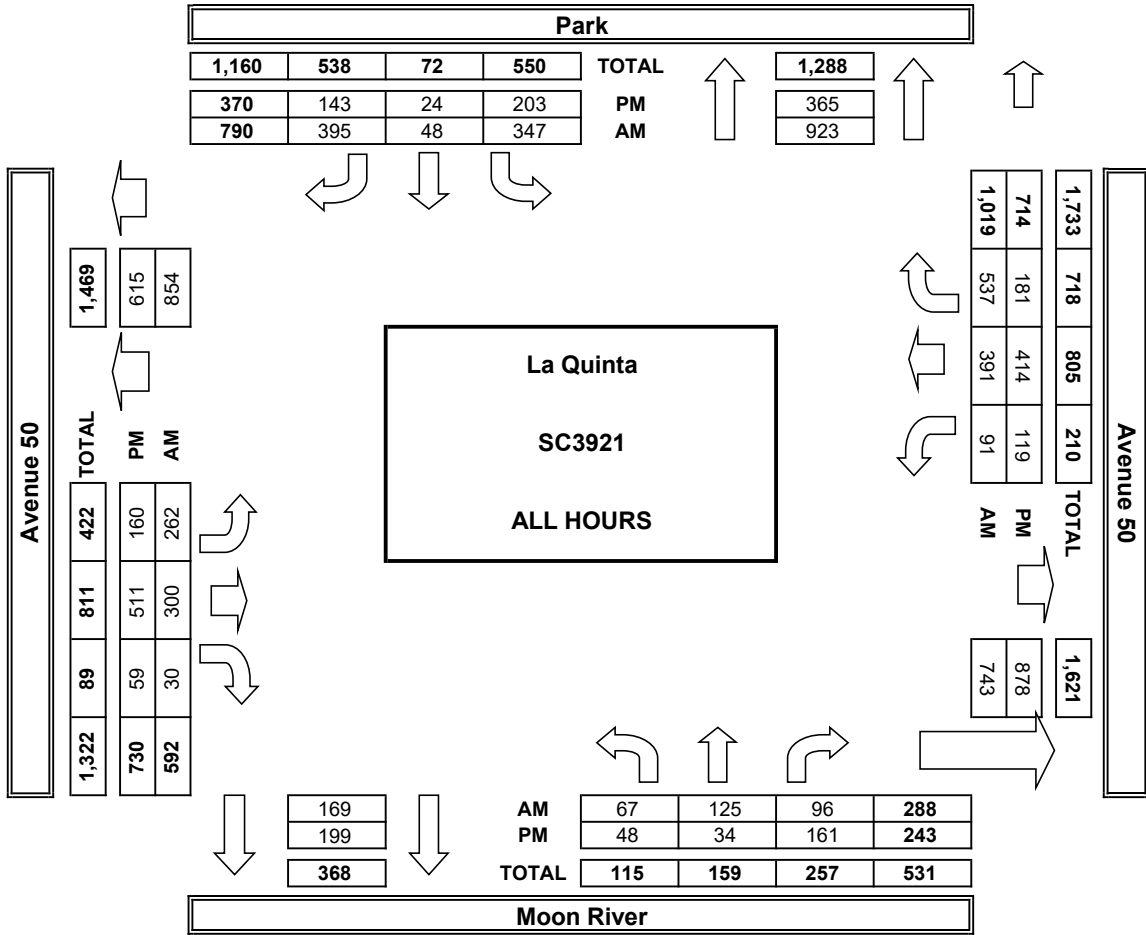 Park
1,160 538 72 550 TOTAL 1,288
370 143 24 203 PM 365
790 395 48 347 AM 923
Avenue 50
1,469 615 854
TOTAL PM AM
422 160 262
811 511 300
89 59 30
1,322 730 592
La Quinta
SC3921
ALL HOURS
1,019 714 1,733
537 181 718
391 414 805
91 119 210
AM PM TOTAL
743 878 1,621
Avenue 50
169 AM 67 125 96 288
199 PM 48 34 161 243
368 TOTAL 115 159 257 531
Moon River